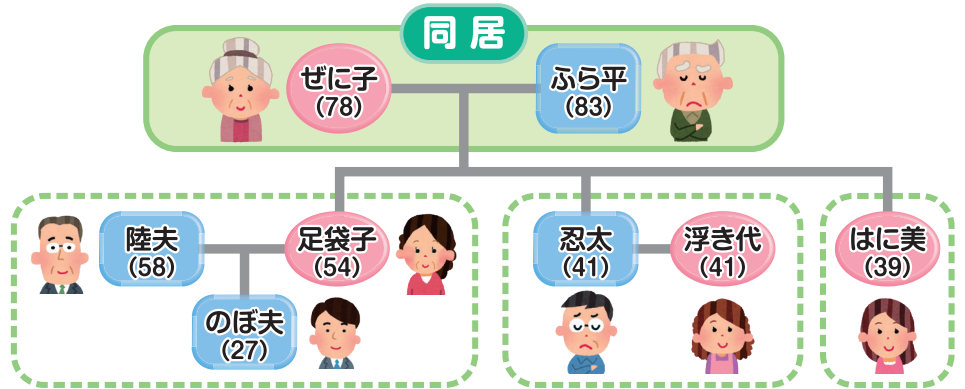 同居
ぜに子
(78)
ふら平
(83)
陸夫
(58)
足袋子
(54)
忍太
(41)
浮き代
(41)
はに美
(39)
のぼ夫
(27)